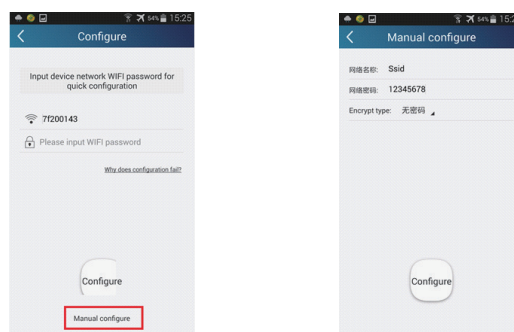 54% 15:25
Configure
Input device network WIFI password for
quick configuration
7f200143
Please input WIFI password
Why does configuration fail?
Configure
Manual configure
54% 15:2
Manual configure
网络名称: Ssid
网络密码: 12345678
Encrypt type: 无密码
Configure